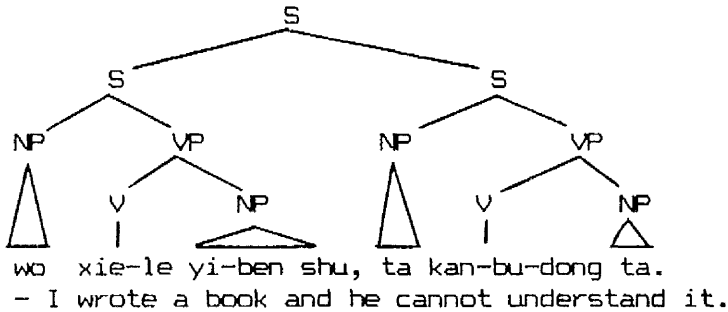 S
S S
NP VP NP VP
V NP V NP
wo xie-le yi-ben shu, ta kan-bu-dong ta.
- I wrote a book and he cannot understand it.